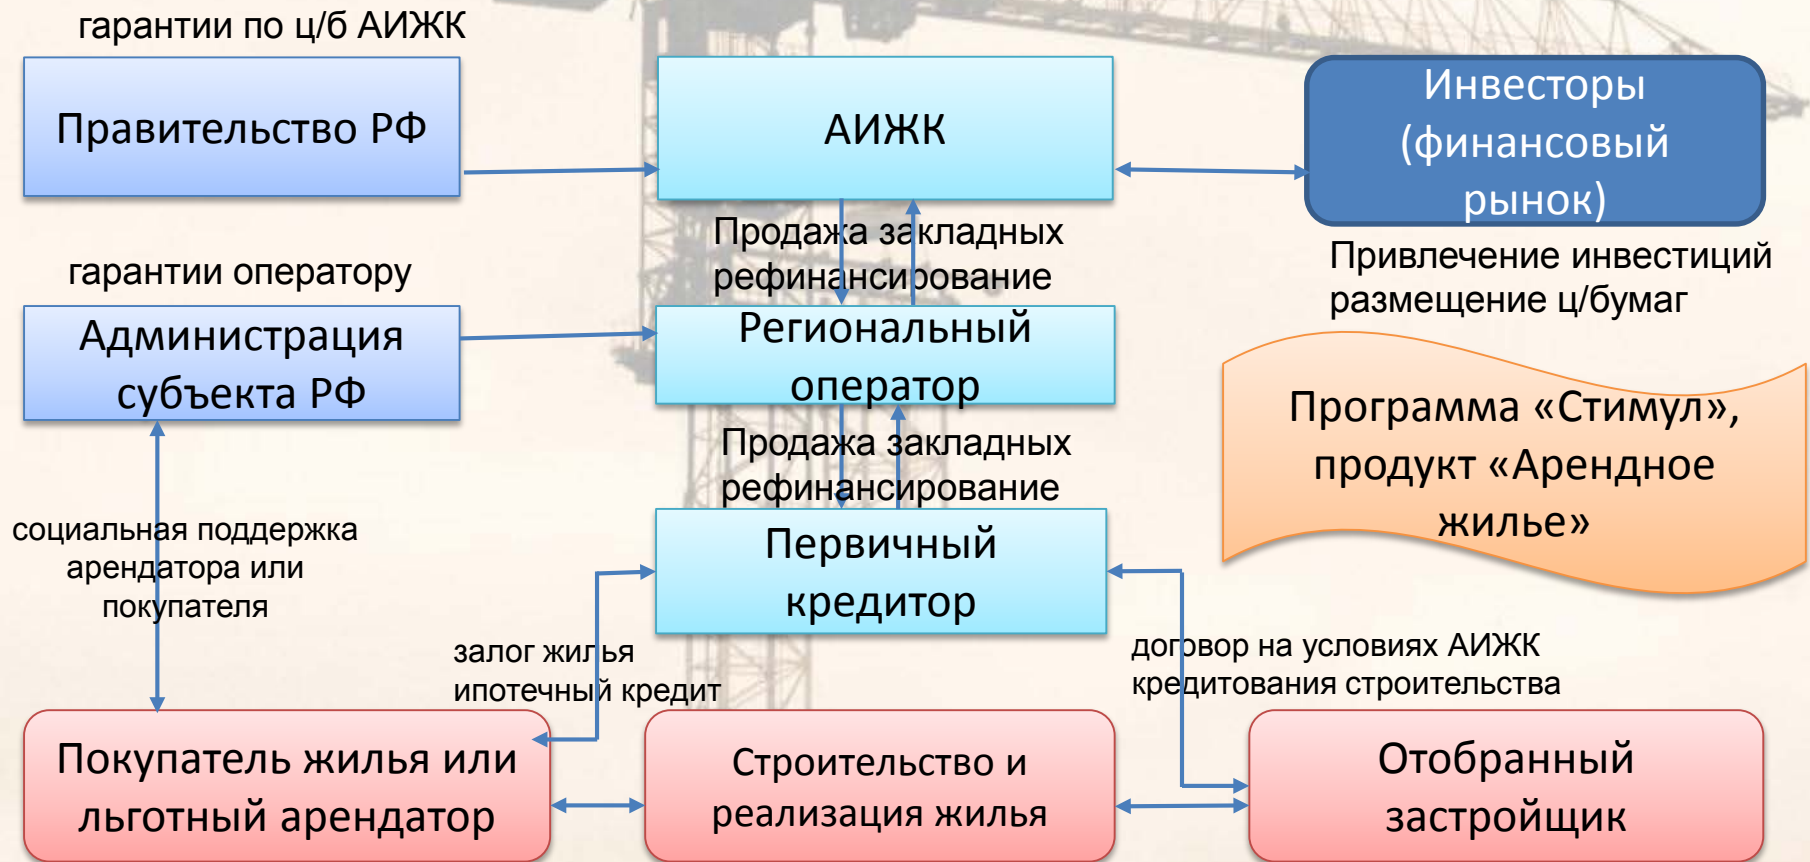 гарантии по ц/б АИЖК
Правительство РФ
АИЖК
Инвесторы
(финансовый
рынок)
Продажа закладных
рефинансирование
Привлечение инвестиций
размещение ц/бумаг
гарантии оператору
Администрация
субъекта РФ
Региональный
оператор
Программа «Стимул»,
продукт «Арендное
жилье»
Продажа закладных
рефинансирование
социальная поддержка
арендатора или
покупателя
Первичный
кредитор
залог жилья
ипотечный кредит
договор на условиях АИЖК
кредитования строительства
Покупатель жилья или
льготный арендатор
Строительство и
реализация жилья
Отобранный
застройщик